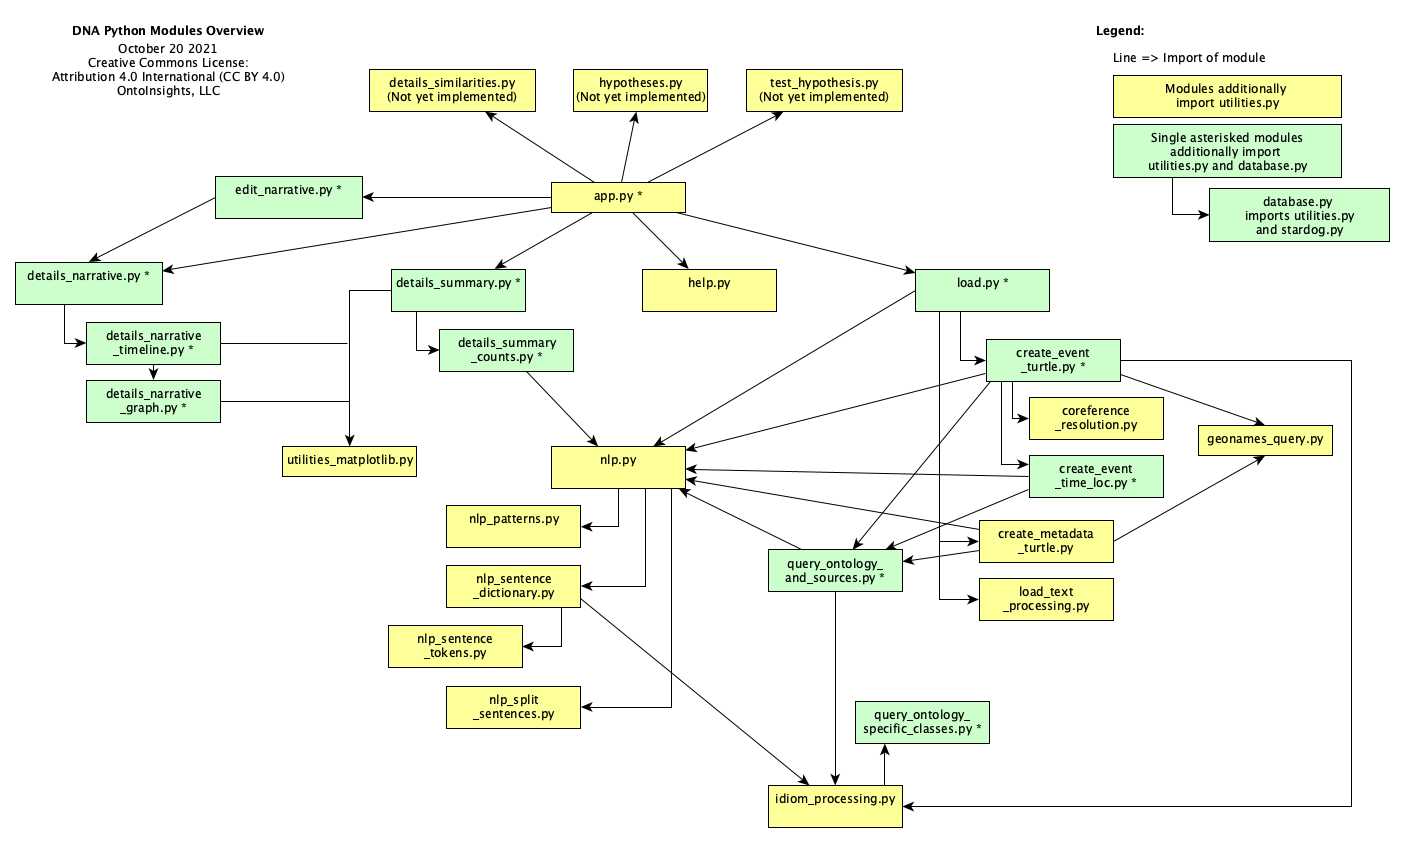 DNA Python Modules Overview
October 20 2021
Creative Commons License:
Attribution 4.0 International (CC BY 4.0)
OntoInsights, LLC
Legend:
Line => Import of module
Modules additionally
import utilities.py
Single asterisked modules
additionally import
utilities.py and database.py
database.py
imports utilities.py
and stardog.py
details_similarities.py
(Not yet implemented)
hypotheses.py
(Not yet implemented)
test_hypothesis.py
(Not yet implemented)
edit_narrative.py *
app.py *
details_narrative.py *
details_summary.py *
help.py
load.py *
details_narrative
_timeline.py *
details_summary
_counts.py *
create_event
_turtle.py *
details_narrative
_graph.py *
coreference
_resolution.py
geonames_query.py
utilities_matplotlib.py
nlp.py
create_event
_time_loc.py *
nlp_patterns.py
create_metadata
_turtle.py
query_ontology_
and_sources.py *
nlp_sentence
_dictionary.py
load_text
_processing.py
nlp_sentence
_tokens.py
nlp_split
_sentences.py
query_ontology_
specific_classes.py *
idiom_processing.py